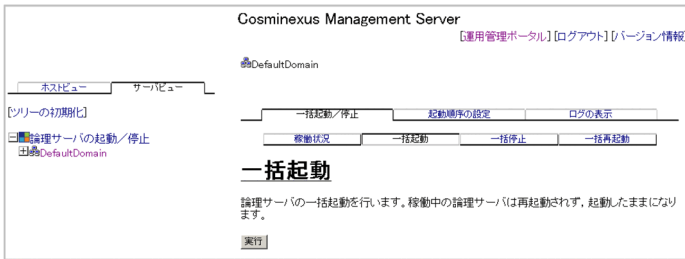 Cosminexus Management Server
[運用管理ポータル] [ログアウト] [バージョン情報]
DefaultDomain
ホストビュー サーバビュー
[ツリーの初期化]
論理サーバの起動／停止
DefaultDomain
一括起動／停止 起動順序の設定 ログの表示
稼働状況 一括起動 一括停止 一括再起動
一括起動
論理サーバの一括起動を行います。稼働中の論理サーバは再起動されず，起動したままになり
ます。
実行